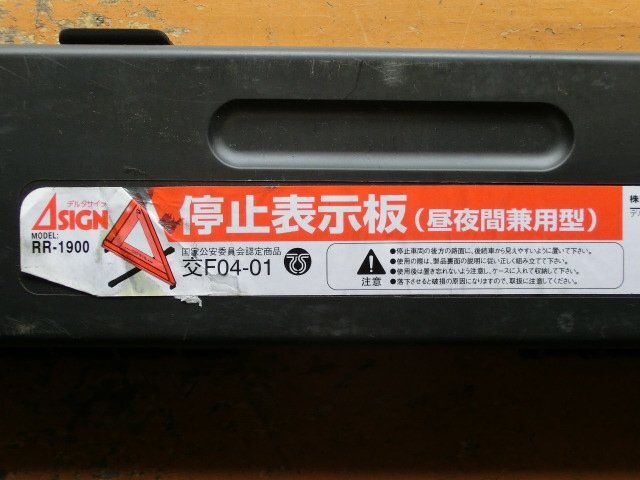 デルタサイン
ASIGN
MODEL:
RR-1900
停止表示板(昼夜間兼用型)
国家公安委員会認定商品
交F04-01
注意
●停止車両の後方の路面に、後続車から見えやすいように置いて下さい。
●使用の際は、製品裏面の説明に従い正しく組み立てて下さい。
●使用後は置き忘れないよう注意し、ケースに入れて収納して下さい。
●落下させると破損の原因になりますので、取扱に注意してください。
株